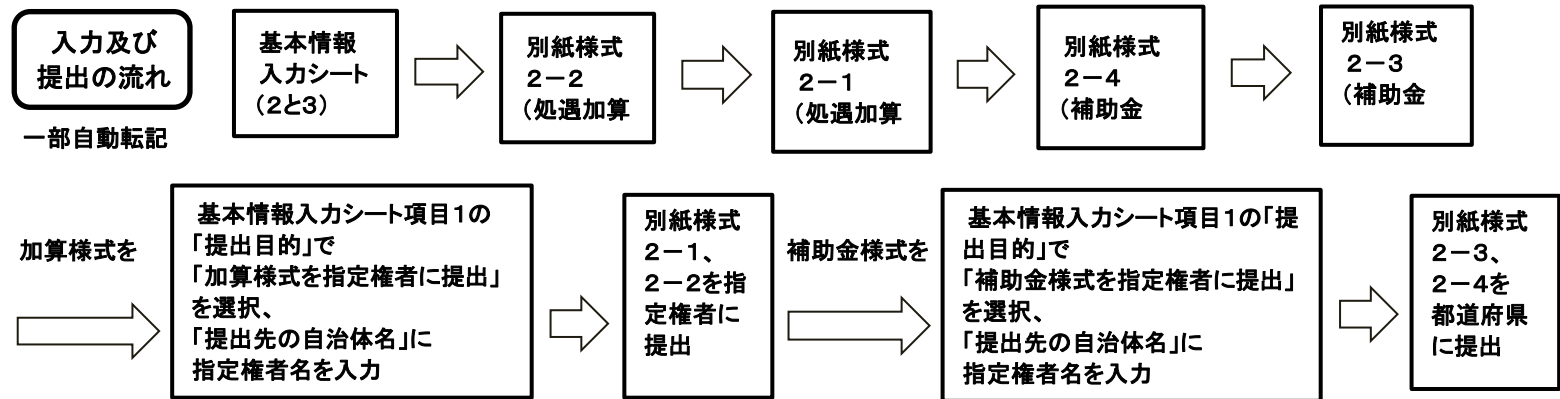 入力及び
提出の流れ
一部自動転記
基本情報
入力シート
(2と3)
別紙様式
2－2
(処遇加算
別紙様式
2－1
(処遇加算
別紙様式
2－4
(補助金
別紙様式
2－3
(補助金
加算様式を
基本情報入力シート項目1の
「提出目的」で
「加算様式を指定権者に提出」
を選択、
「提出先の自治体名」に
指定権者名を入力
別紙様式
2－1、
2－2を指
定権者に
提出
補助金様式を
基本情報入力シート項目1の「提
出目的」で
「補助金様式を指定権者に提出」
を選択、
「提出先の自治体名」に
指定権者名を入力
別紙様式
2－3、
2－4を
都道府県
に提出